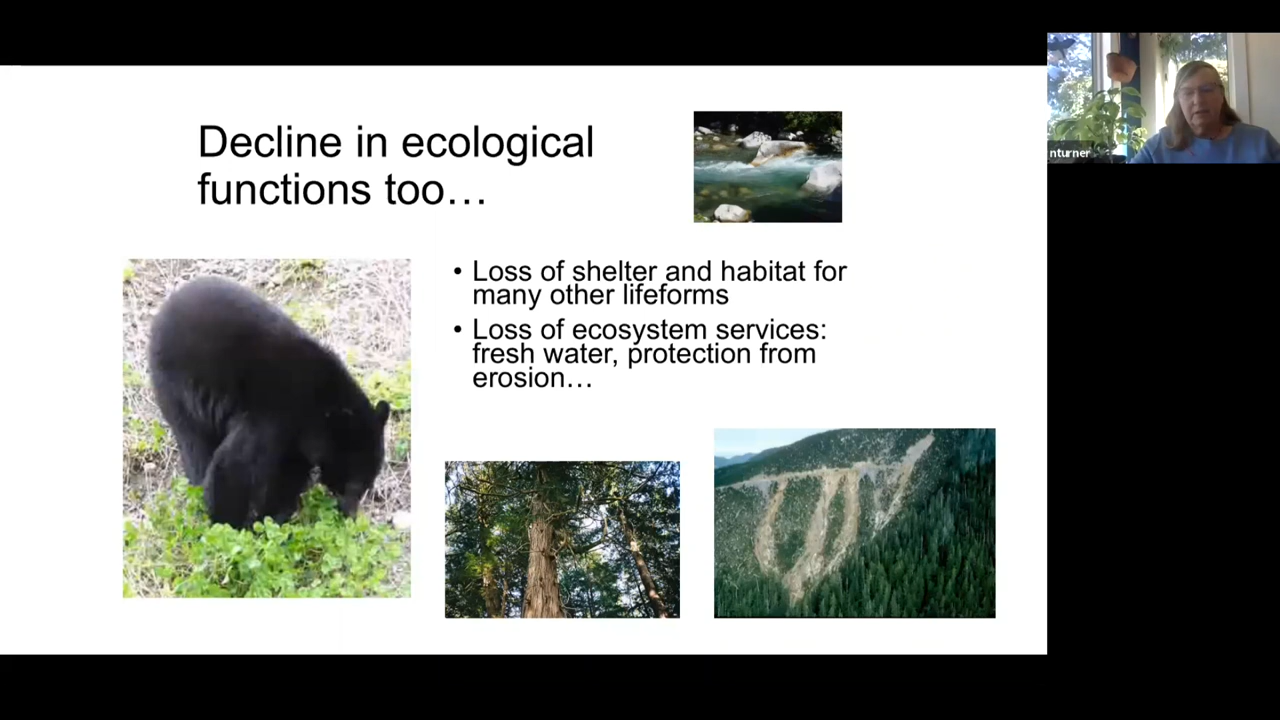 Decline in ecological
functions too…
nturner
• Loss of shelter and habitat for
many other lifeforms
• Loss of ecosystem services:
fresh water, protection from
erosion…